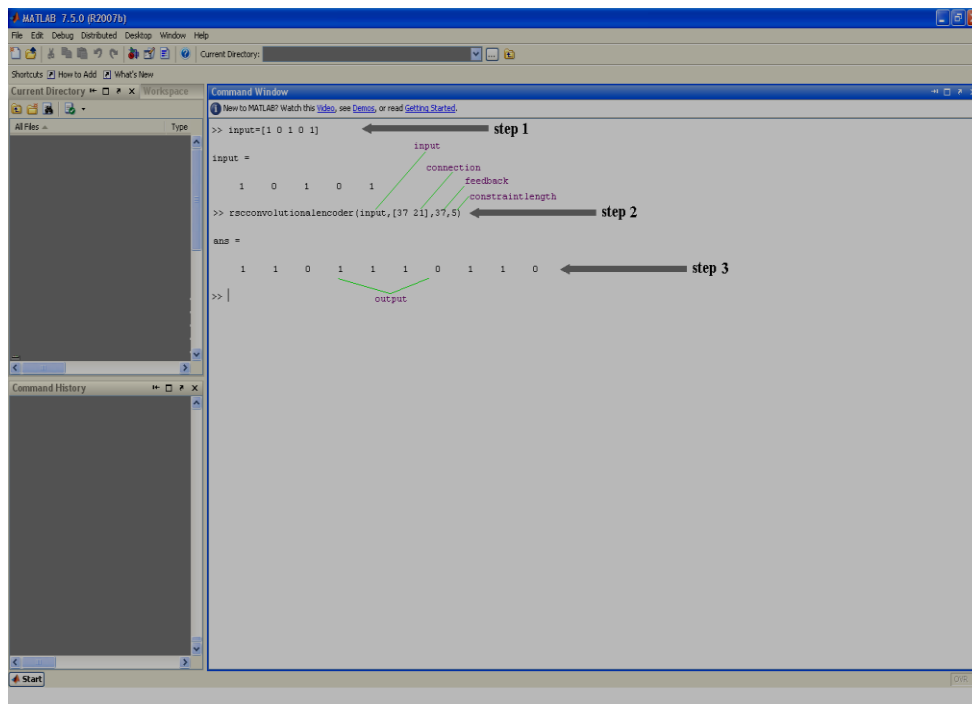 MATLAB 7.5.0 (R2007b)
File Edit Debug Distributed Desktop Window Help
Current Directory:
Shortcuts How to Add What's New
Current Directory Workspace
All Files Type
Command History
Command Window
New to MATLAB? Watch this Video, see Demos, or read Getting Started.
>> input=[1 0 1 0 1] step 1
input
input =
connection
feedback
1 0 1 0 1
constraintlength
>> rscconvolutionalencoder(input,[37 21],37,5) step 2
ans =
1 1 0 1 1 1 0 1 1 0 step 3
>>
output
Start
OVR